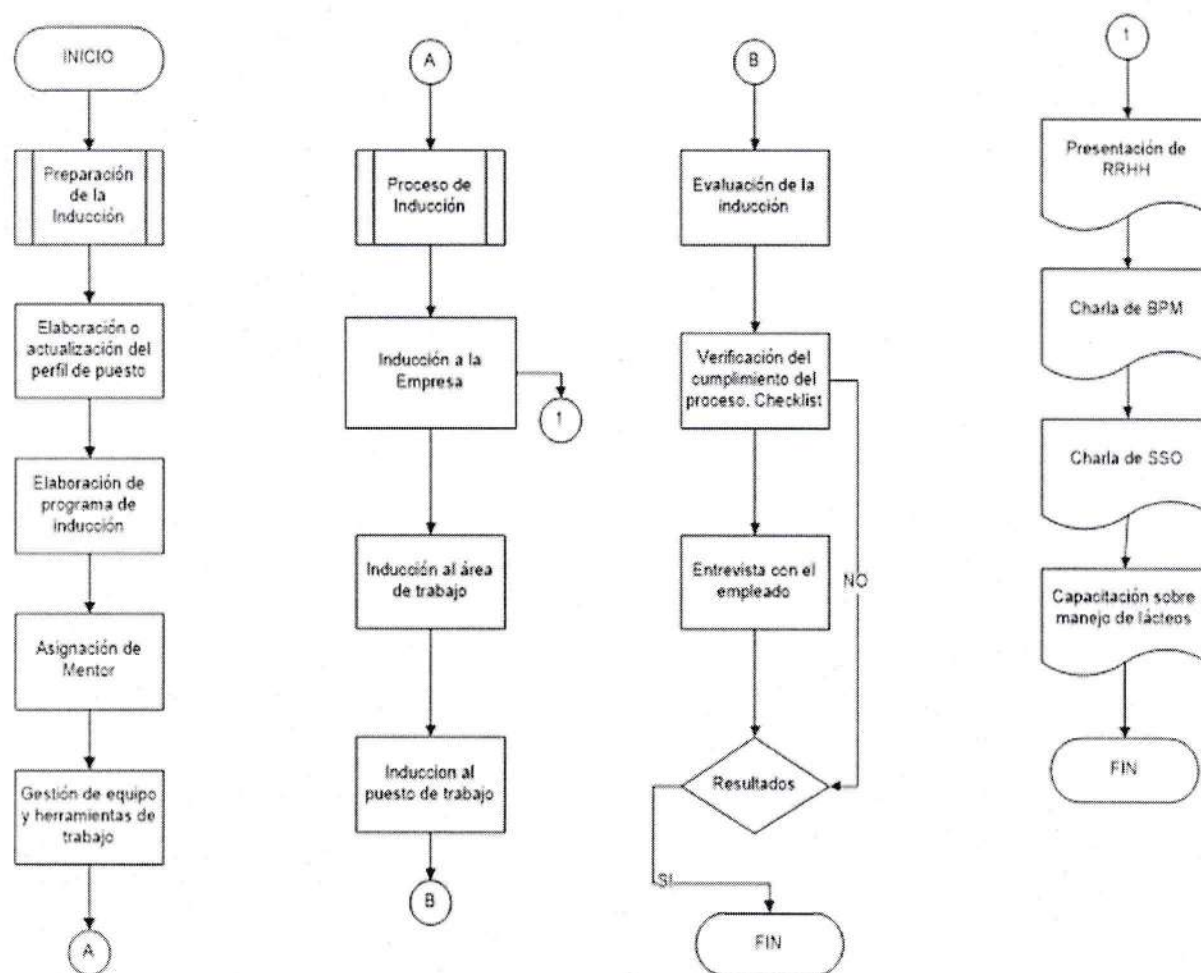 INICIO
Preparación
de la
Inducción
Elaboración o
actualización del
perfil de puesto
Elaboración de
programa de
inducción
Asignación de
Mentor
Gestión de equipo
y herramientas de
trabajo
A
A
Proceso de
Inducción
Inducción a la
Empresa
1
Inducción al área
de trabajo
Induccion al
puesto de trabajo
B
B
Evaluación de la
inducción
Verificación del
cumplimiento del
proceso. Checklist
Entrevista con el
empleado
NO
Resultados
SI
FIN
1
Presentación de
RRHH
Charla de BPM
Charla de SSO
Capacitación sobre
manejo de lácteos
FIN